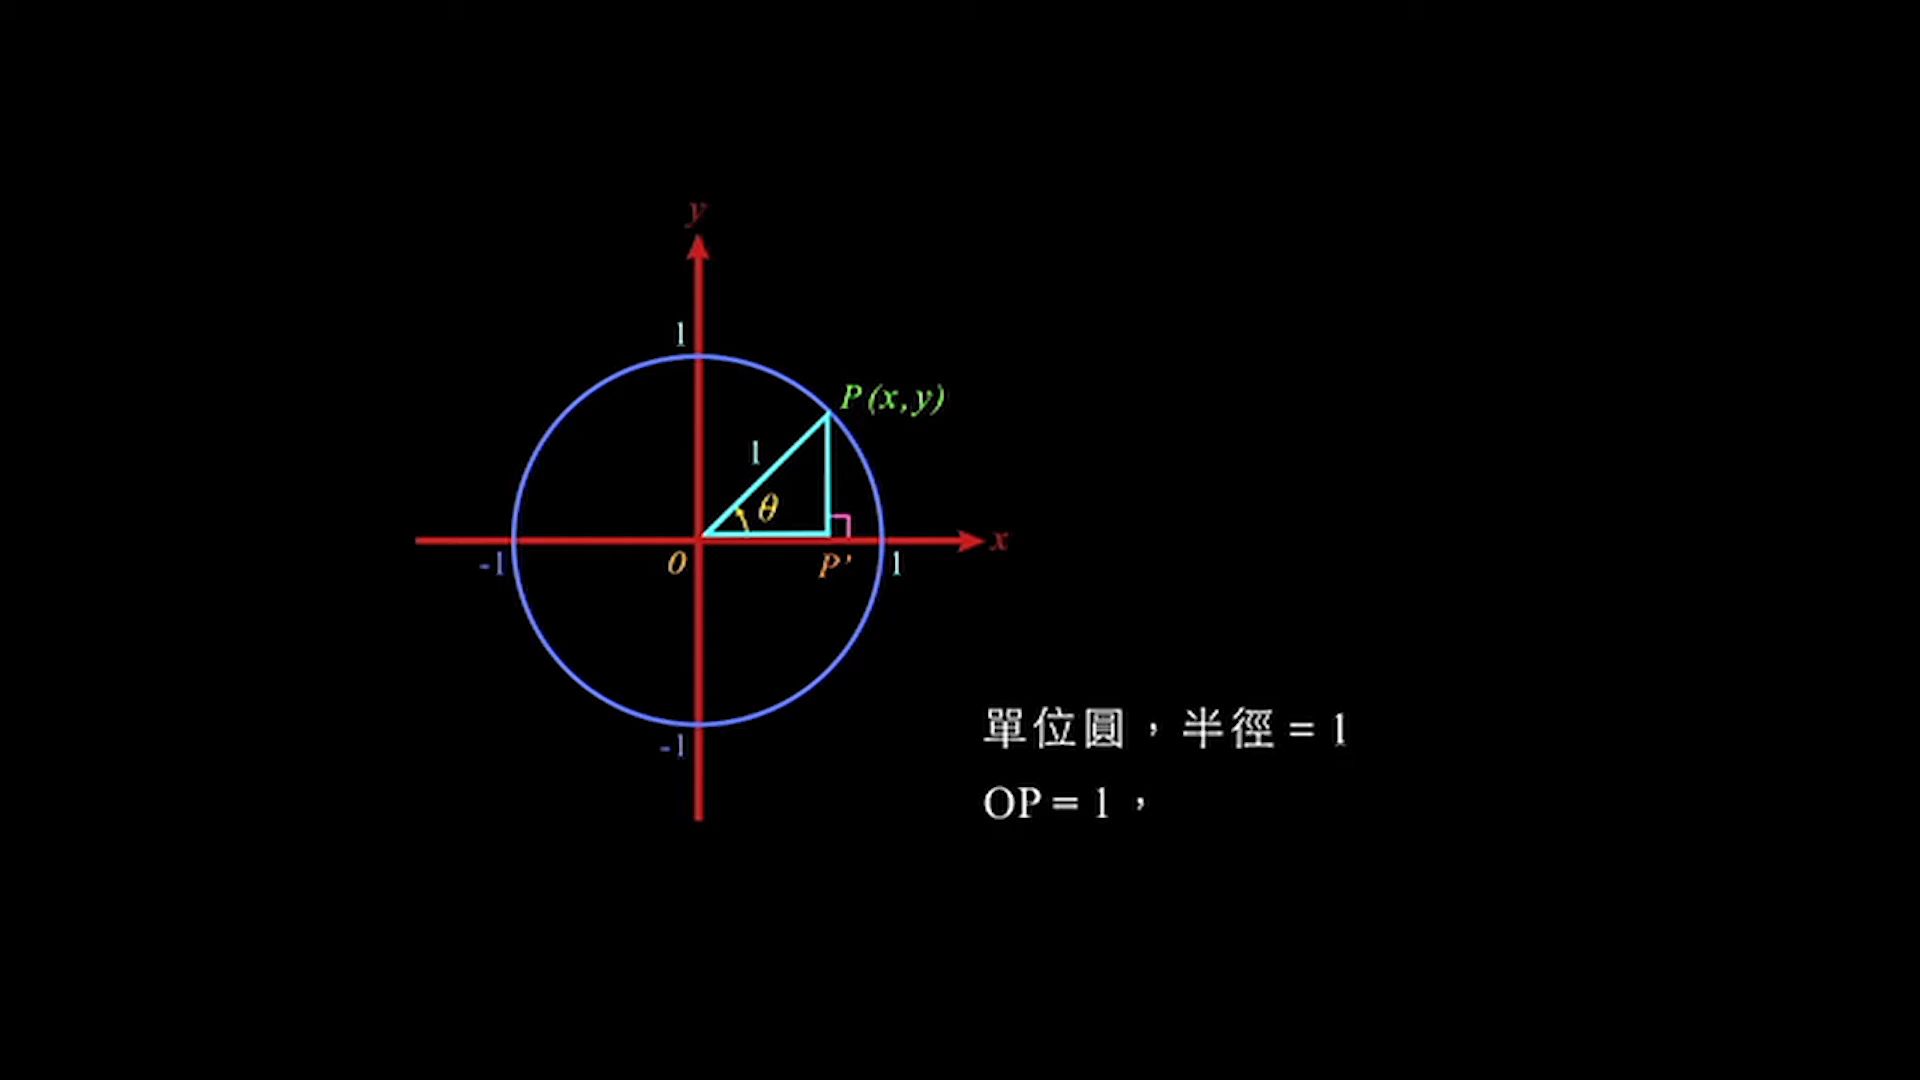 y
1
P(x,y)
1
θ
x
-1
O
P'
1
-1
單位圓，半徑 = 1
OP = 1，